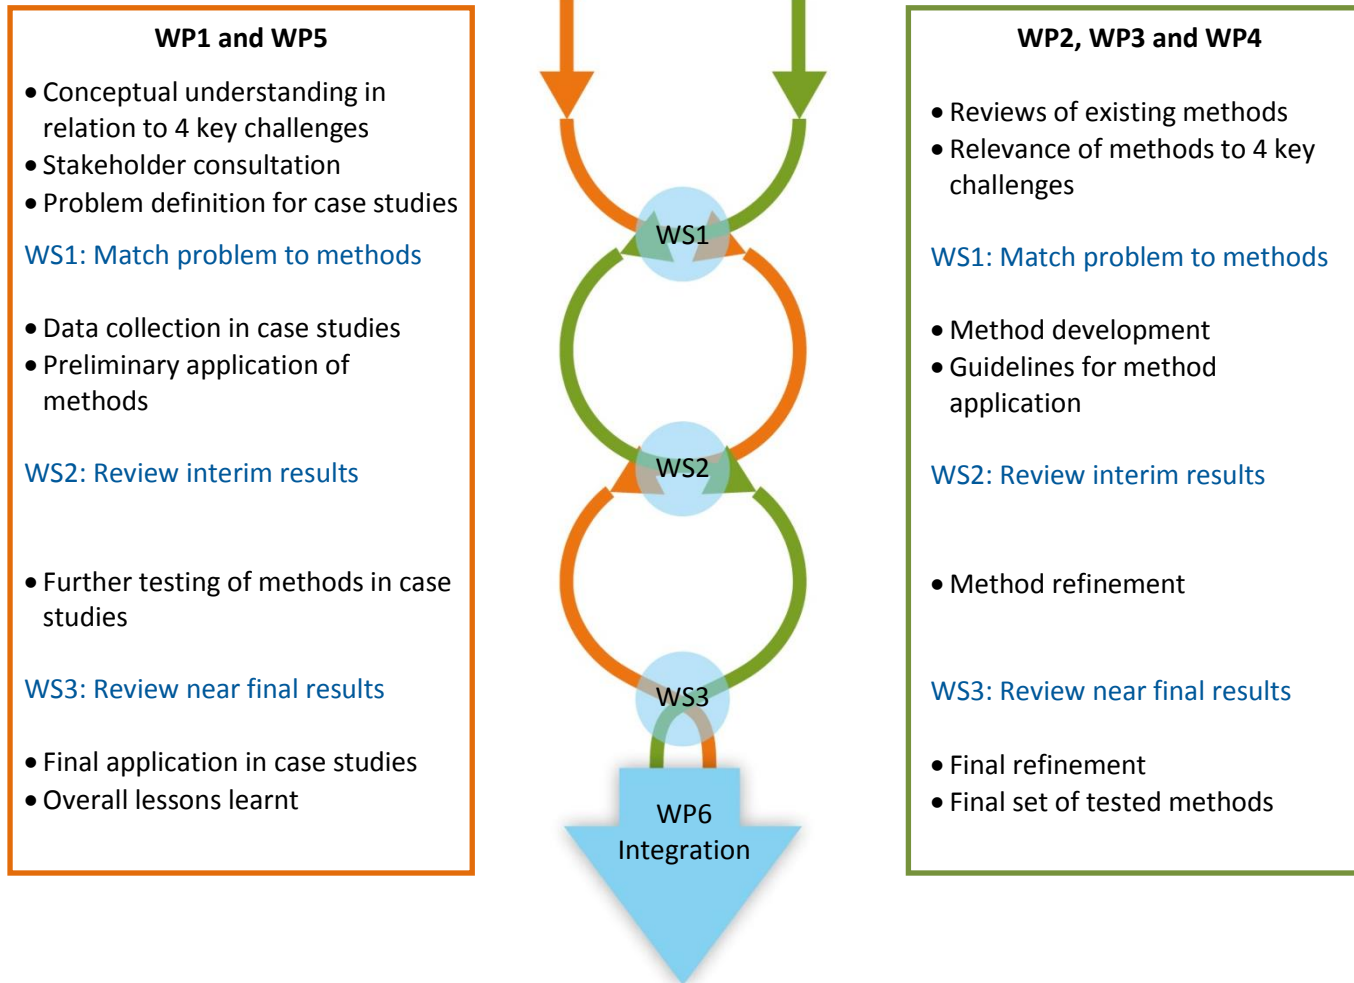 WP1 and WP5
• Conceptual understanding in
relation to 4 key challenges
• Stakeholder consultation
• Problem definition for case studies
WS1: Match problem to methods
• Data collection in case studies
• Preliminary application of
methods
WS2: Review interim results
• Further testing of methods in case
studies
WS3: Review near final results
• Final application in case studies
• Overall lessons learnt
WS1
WS2
WS3
WP6
Integration
WP2, WP3 and WP4
• Reviews of existing methods
• Relevance of methods to 4 key
challenges
WS1: Match problem to methods
• Method development
• Guidelines for method
application
WS2: Review interim results
• Method refinement
WS3: Review near final results
• Final refinement
• Final set of tested methods